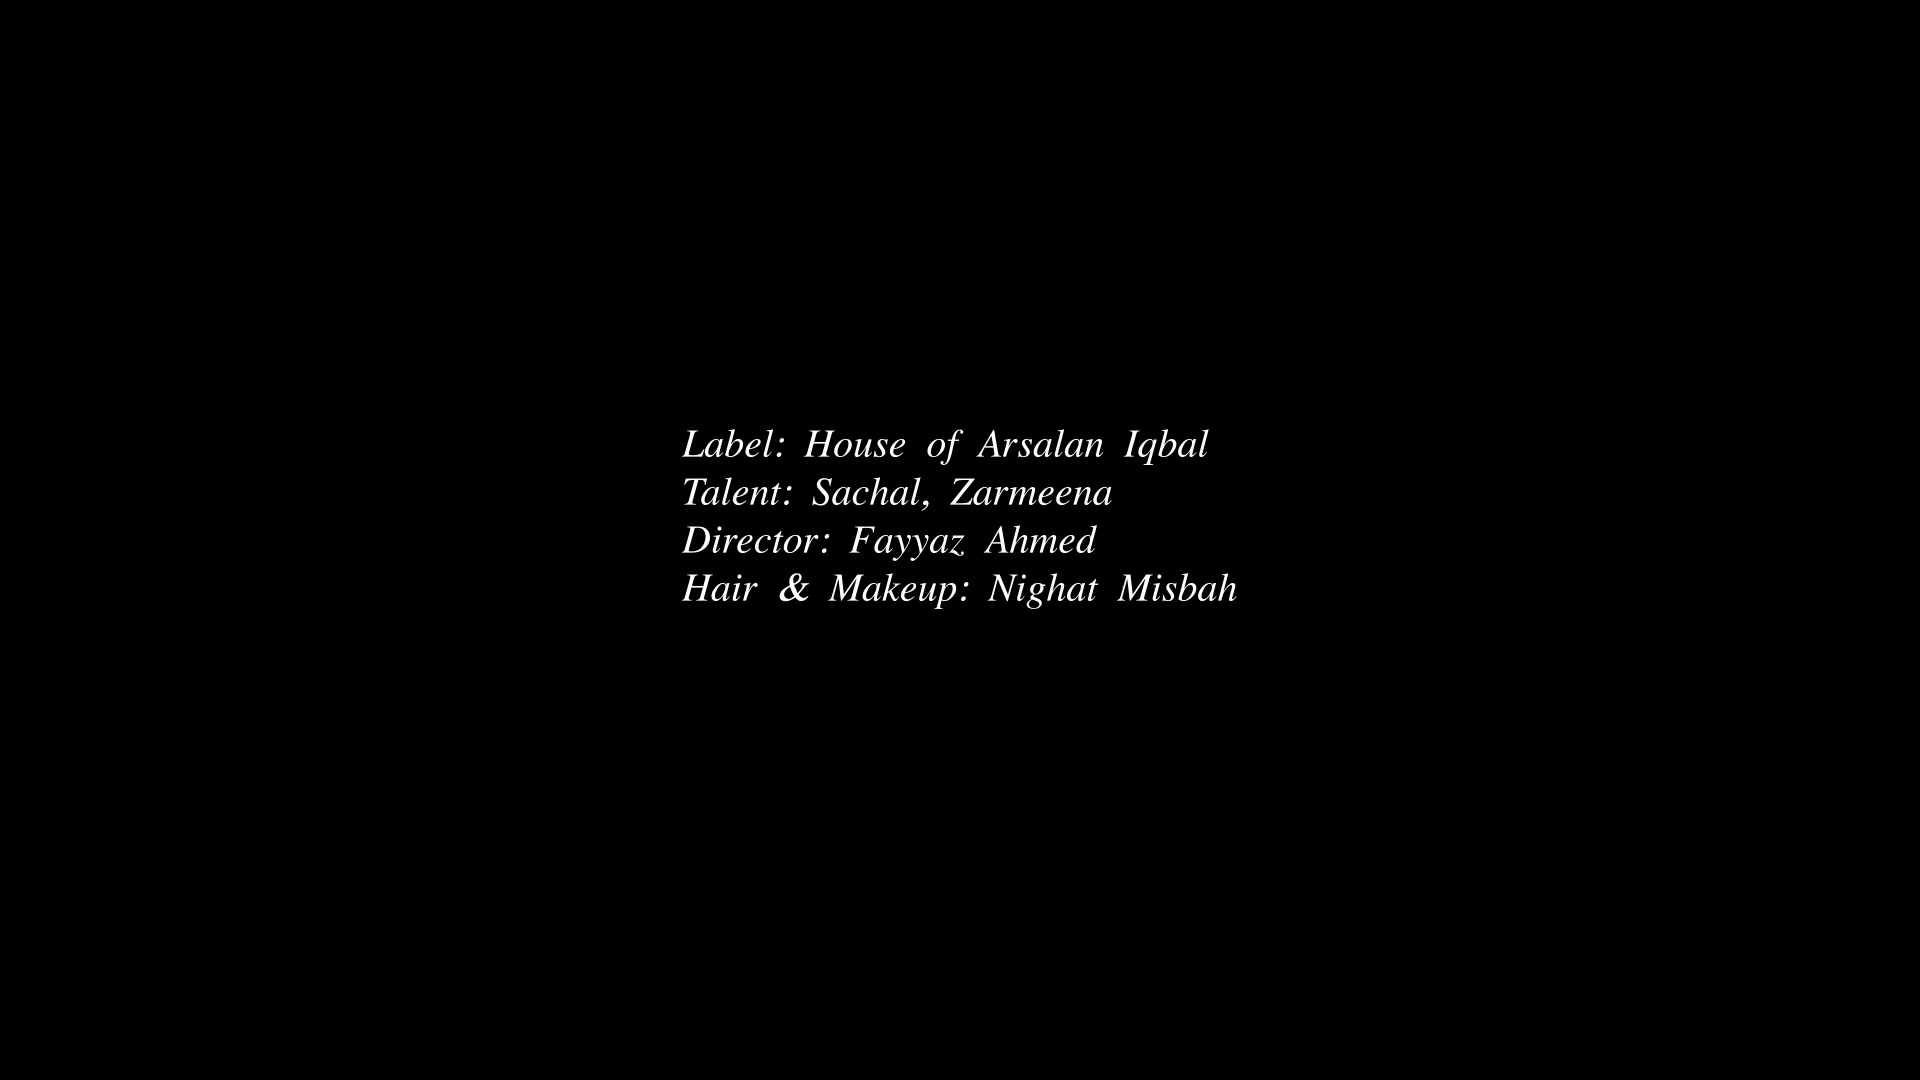 Label: House of Arsalan Iqbal
Talent: Sachal, Zarmeena
Director: Fayyaz Ahmed
Hair & Makeup: Nighat Misbah